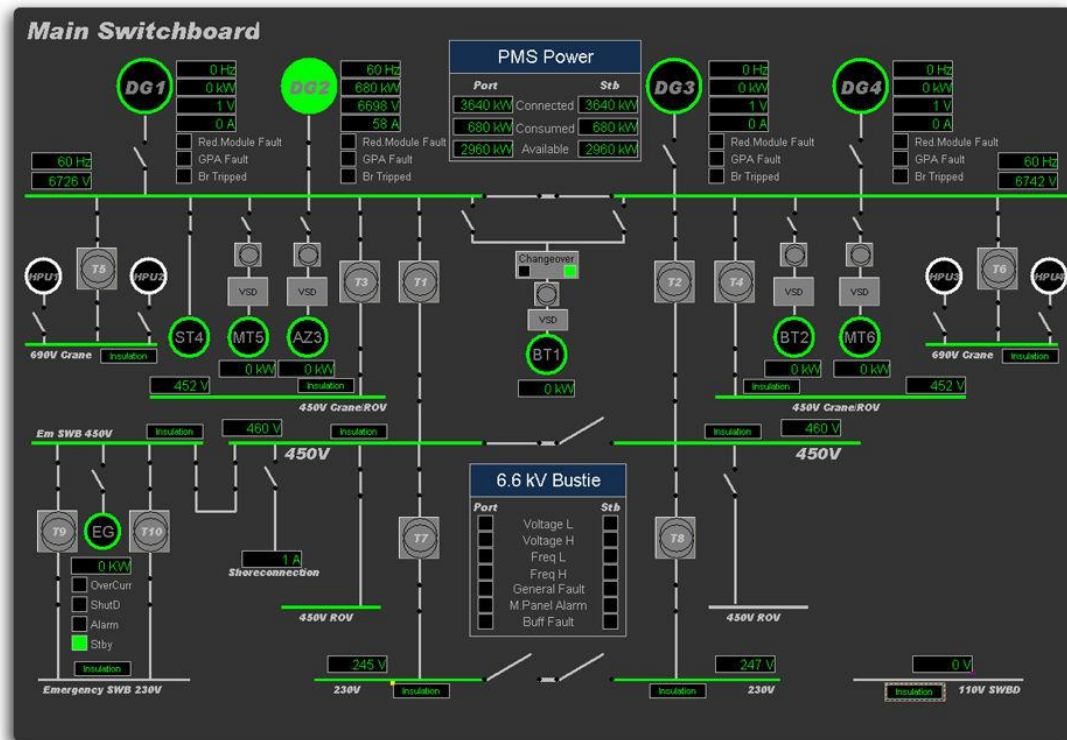 Main Switchboard
DG1
0 Hz
0 kW
1 V
0 A
Red.Module Fault
GPA Fault
Br Tripped
DG2
60 Hz
680 kW
6698 V
58 A
Red.Module Fault
GPA Fault
Br Tripped
PMS Power
Port Stb
3640 kW Connected 3640 kW
680 kW Consumed 680 kW
2960 kW Available 2960 kW
DG3
0 Hz
0 kW
1 V
0 A
Red.Module Fault
GPA Fault
Br Tripped
DG4
0 Hz
0 kW
1 V
0 A
Red.Module Fault
GPA Fault
Br Tripped
60 Hz
6726 V
60 Hz
6742 V
HPU1
T5
HPU2
690V Crane
Insulation
ST4
VSD
MT5
0 kW
VSD
AZ3
0 kW
T3
T1
Changeover
VSD
BT1
0 kW
T2
T4
VSD
BT2
0 kW
VSD
MT6
0 kW
HPU3
T6
HPU4
690V Crane
Insulation
452 V
Insulation
450V Crane/ROV
Insulation
452 V
450V Crane/ROV
Em SWB 450V
Insulation
460 V
Insulation
450V
Insulation
460 V
450V
T9
EG
T10
0 KW
OverCurr
ShutD
Alarm
Stby
Insulation
Emergency SWB 230V
1 A
Shoreconnection
450V ROV
T7
6.6 kV Bustie
Port Stb
Voltage L
Voltage H
Freq L
Freq H
General Fault
M.Panel Alarm
Buff Fault
T8
450V ROV
245 V
230V
Insulation
247 V
Insulation
230V
0 V
Insulation
110V SWBD